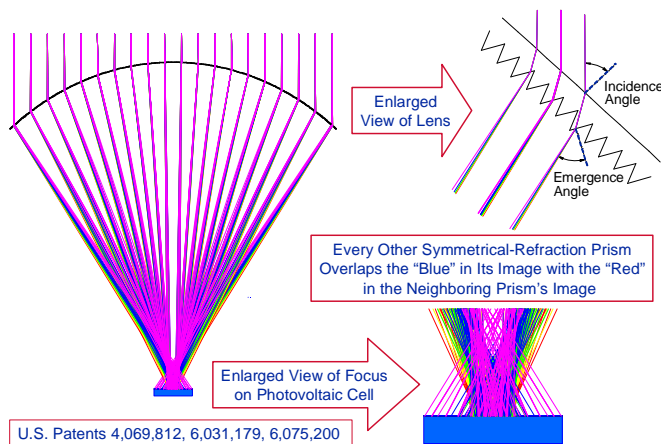 Enlarged
View of Lens
Incidence
Angle
Emergence
Angle
Every Other Symmetrical-Refraction Prism
Overlaps the “Blue” in Its Image with the “Red”
in the Neighboring Prism’s Image
Enlarged View of Focus
on Photovoltaic Cell
U.S. Patents 4,069,812, 6,031,179, 6,075,200